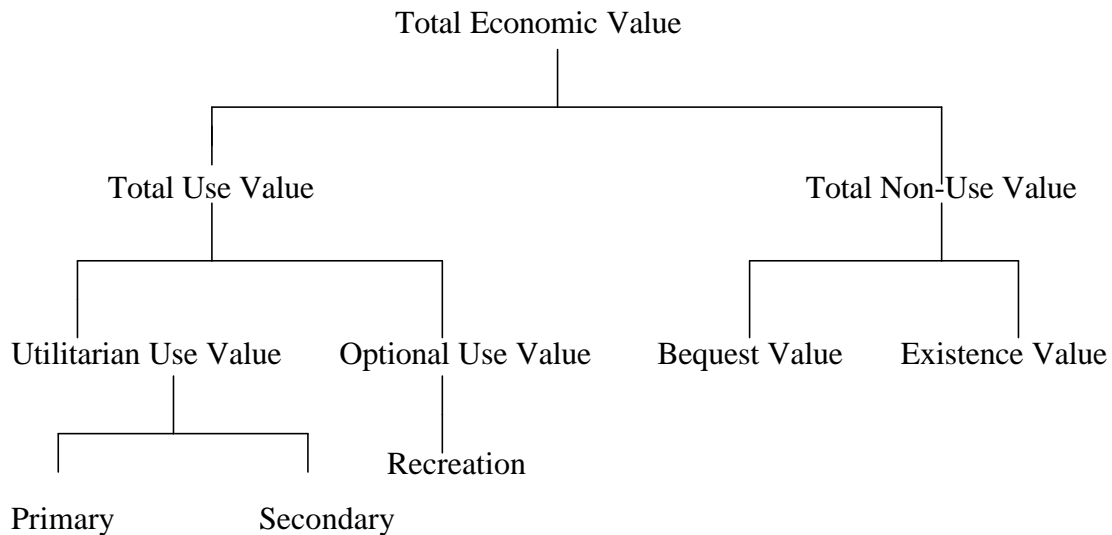 Total Economic Value
Total Use Value Total Non-Use Value
Utilitarian Use Value Optional Use Value Bequest Value Existence Value
Recreation
Primary Secondary